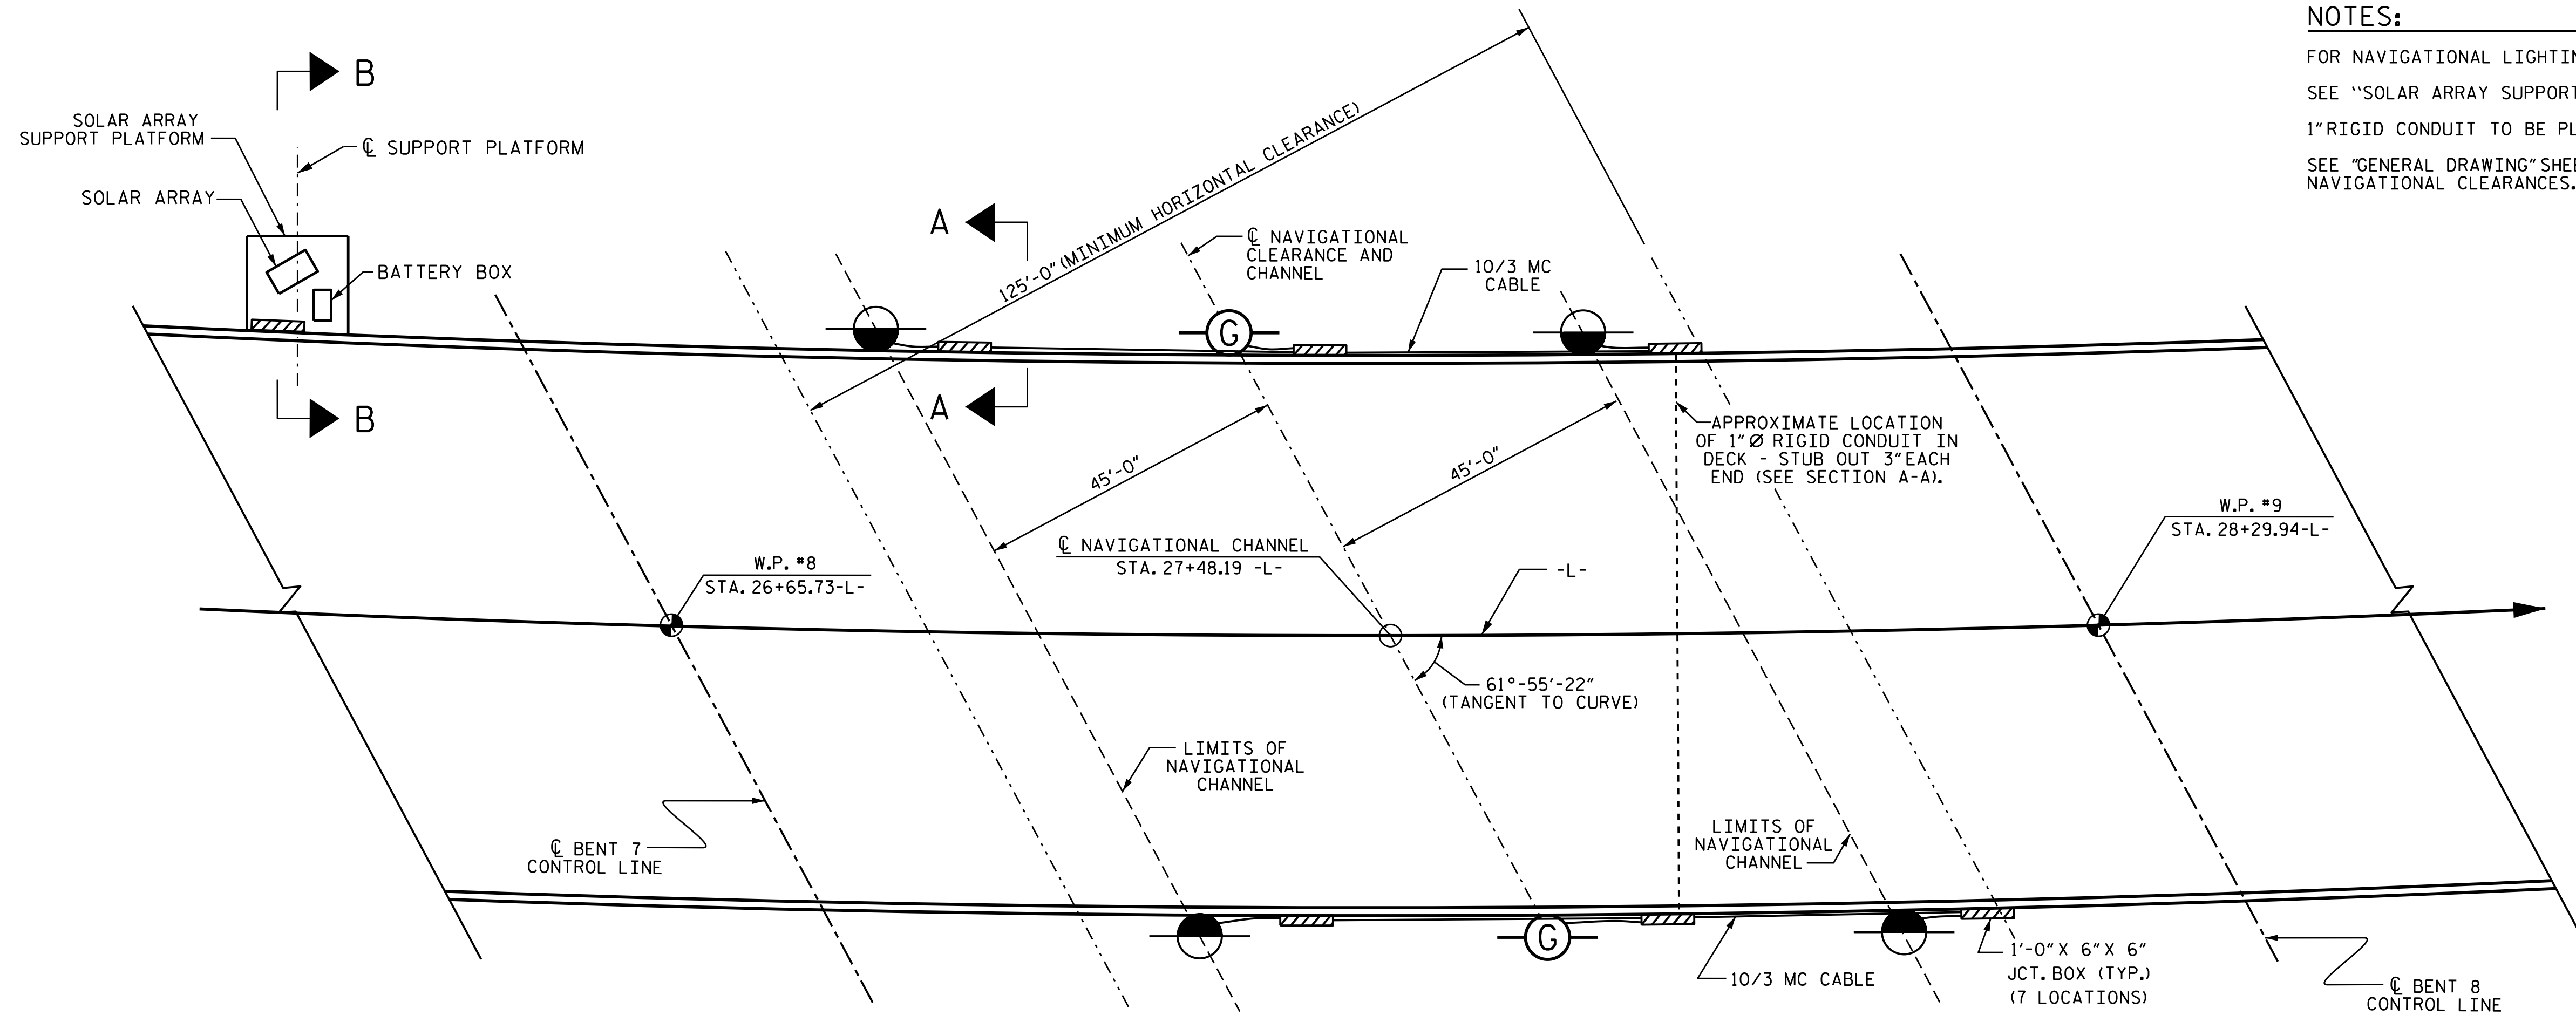 NOTES:
FOR NAVIGATIONAL
SEE ``SOLAR ARRAY
1" RIGID CONDUIT TO BE
SEE "GENERAL DRAWING"
NAVIGATIONAL CLEARANCES.
B
SOLAR ARRAY
SUPPORT PLATFORM
℄ SUPPORT PLATFORM
SOLAR ARRAY
BATTERY BOX
B
A
A
125'-0" (MINIMUM HORIZONTAL CLEARANCE)
℄ NAVIGATIONAL
CLEARANCE AND
CHANNEL
10/3 MC
CABLE
G
45'-0"
45'-0"
APPROXIMATE LOCATION
OF 1" Ø RIGID CONDUIT IN
DECK - STUB OUT 3" EACH
END (SEE SECTION A-A).
W.P. #8
STA. 26+65.73-L-
℄ NAVIGATIONAL CHANNEL
STA. 27+48.19 -L-
-L-
W.P. #9
STA. 28+29.94-L-
61°-55'-22"
(TANGENT TO CURVE)
LIMITS OF
NAVIGATIONAL
CHANNEL
LIMITS OF
NAVIGATIONAL
CHANNEL
℄ BENT 7
CONTROL LINE
G
10/3 MC CABLE
1'-0" X 6" X 6"
JCT. BOX (TYP.)
(7 LOCATIONS)
℄ BENT 8
CONTROL LINE